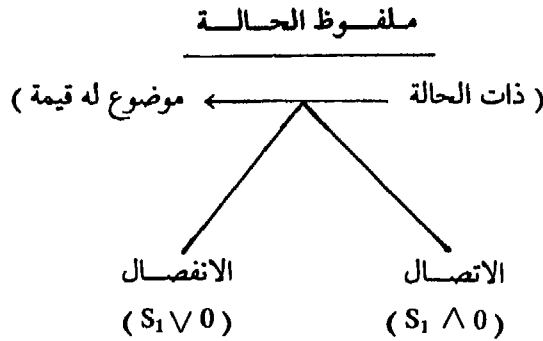 ملفوظ الحالة
( ذات الحالة ← موضوع له قيمة )
الاتصال الانفصال
( S₁ ∧ 0 ) ( S₁ ∨ 0 )